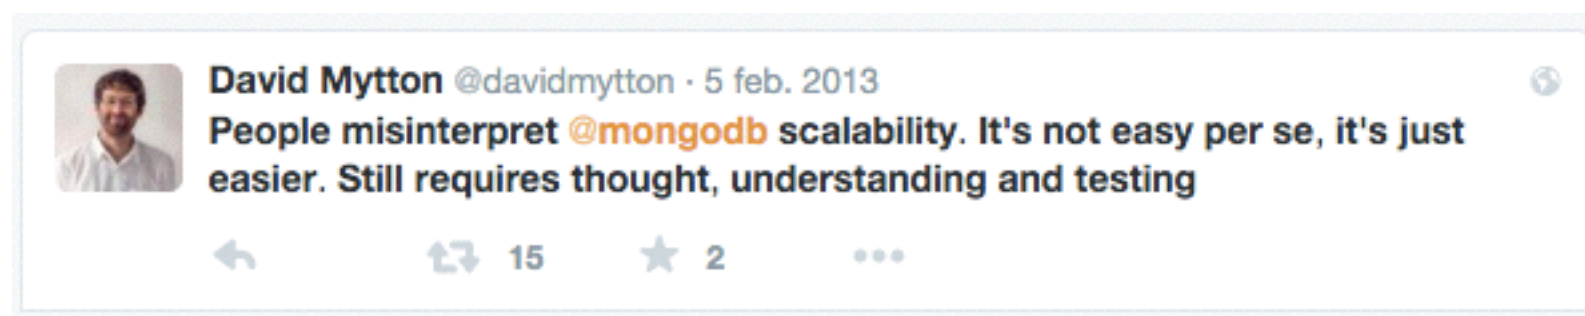 David Mytton @davidmytton · 5 feb. 2013
People misinterpret @mongodb scalability. It's not easy per se, it's just
easier. Still requires thought, understanding and testing
15 2